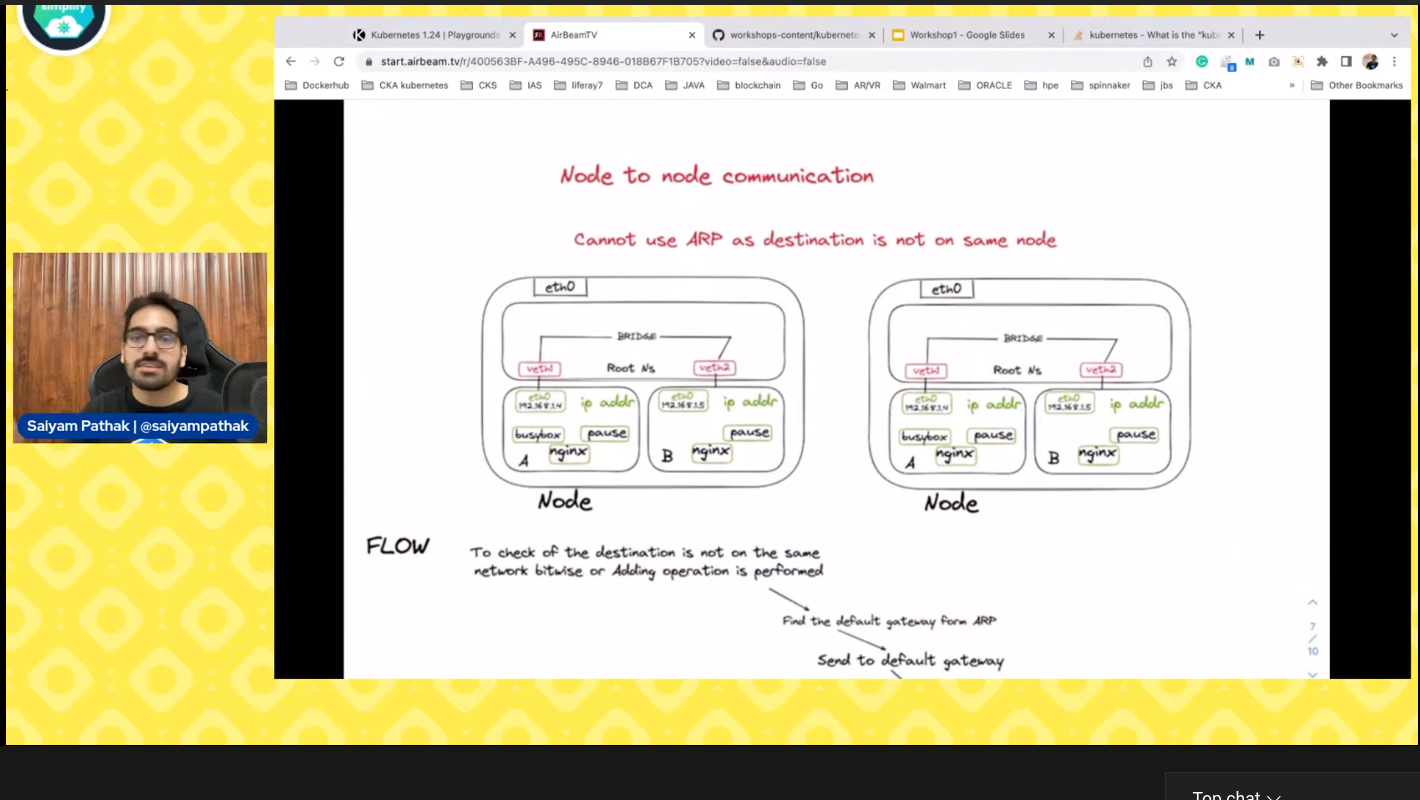 simplify
Kubernetes 1.24 | Playgrounds
AirBeamTV
workshops-content/kubernete
Workshop1 - Google Slides
kubernetes - What is the "kube
start.airbeam.tv/r/400563BF-A496-495C-8946-018B67F1B705?video=false&audio=false
Dockerhub
CKA kubernetes
CKS
IAS
liferay7
DCA
JAVA
blockchain
Go
AR/VR
Walmart
ORACLE
hpe
spinnaker
jbs
CKA
»
Other Bookmarks
Node to node communication
Cannot use ARP as destination is not on same node
eth0
BRIDGE
veth1
Root Ns
veth2
eth0
192.168.1.4
ip addr
eth0
192.168.1.5
ip addr
busybox
pause
nginx
A
pause
nginx
B
Node
eth0
BRIDGE
veth1
Root Ns
veth2
eth0
192.168.1.4
ip addr
eth0
192.168.1.5
ip addr
busybox
pause
nginx
A
pause
nginx
B
Node
Saiyam Pathak | @saiyampathak
FLOW
To check of the destination is not on the same
network bitwise or Adding operation is performed
Find the default gateway form ARP
Send to default gateway
7
/
10
Top chat